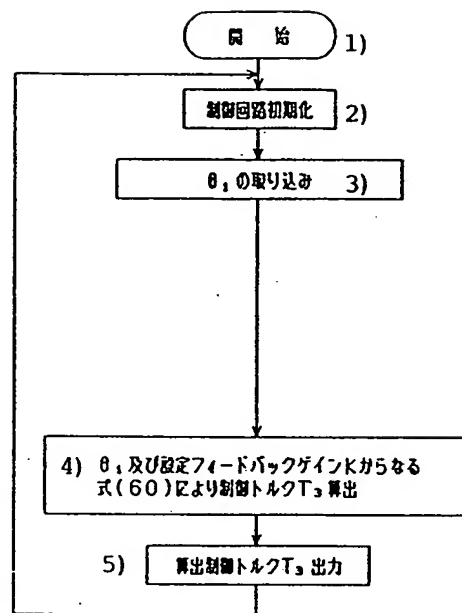 開 始 1)
制御回路初期化 2)
θ₁の取り込み 3)
4) θ₁及び設定フィードバックゲインKからなる
式(60)により制御トルクT₃算出
5) 算出制御トルクT₃出力